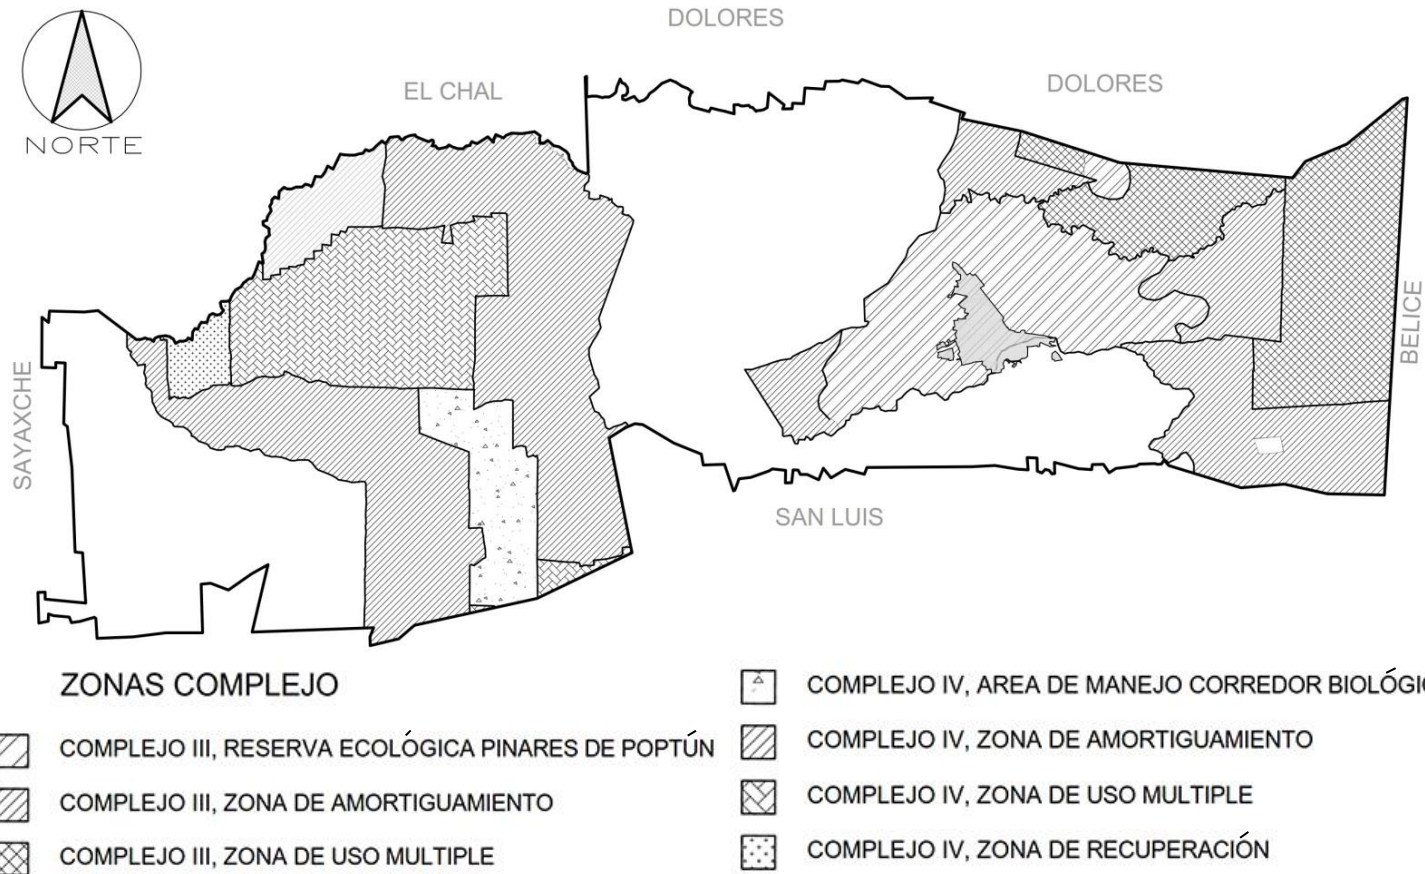 DOLORES
EL CHAL
DOLORES
NORTE
BELICE
SAYAXCHE
SAN LUIS
ZONAS COMPLEJO
COMPLEJO III, RESERVA ECOLÓGICA PINARES DE POPTÚN
COMPLEJO III, ZONA DE AMORTIGUAMIENTO
COMPLEJO III, ZONA DE USO MULTIPLE
COMPLEJO IV, AREA DE MANEJO CORREDOR
COMPLEJO IV, ZONA DE AMORTIGUAMIENTO
COMPLEJO IV, ZONA DE USO MULTIPLE
COMPLEJO IV, ZONA DE RECUPERACIÓN